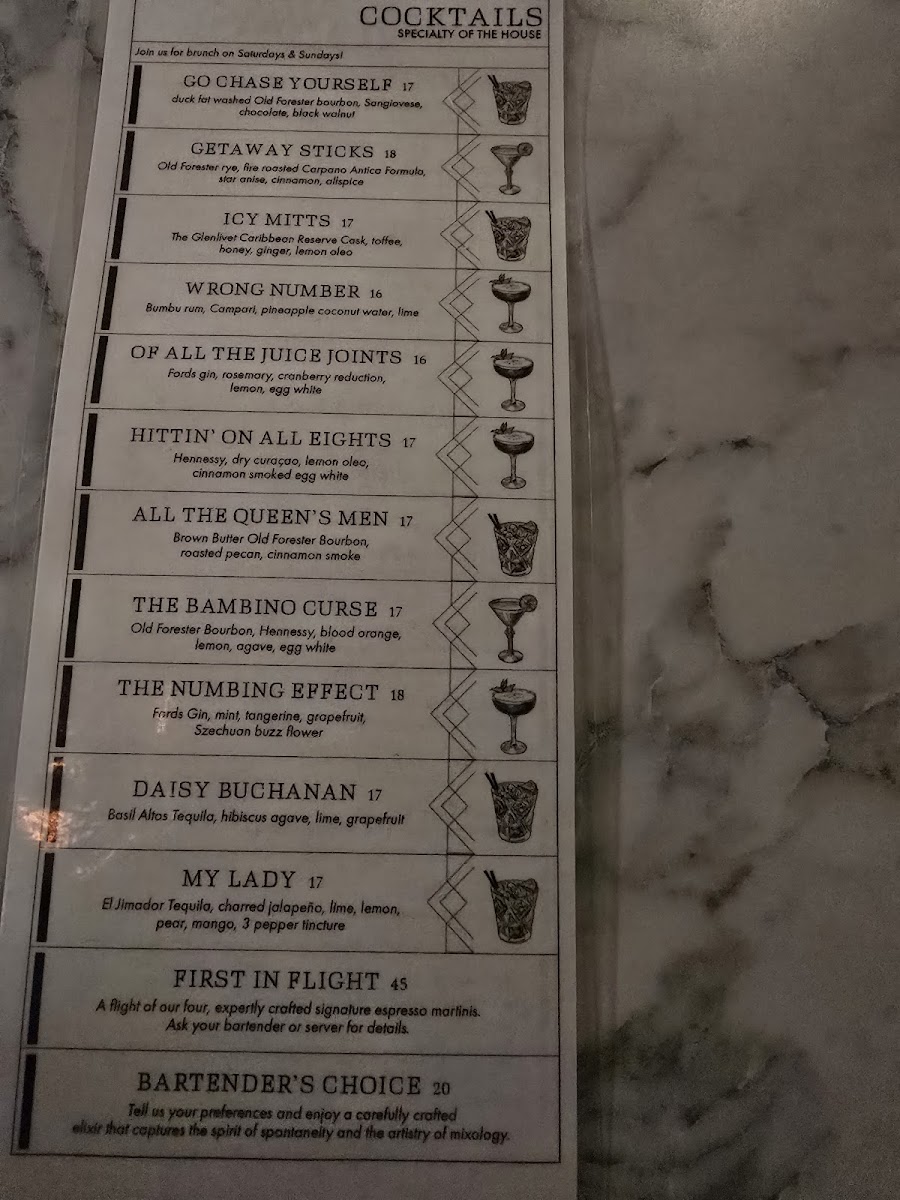 COCKTAILS
SPECIALTY OF THE HOUSE
Join us for brunch on Saturdays & Sundays!
GO CHASE YOURSELF 17
duck fat washed Old Forester bourbon, Sangiovese,
chocolate, black walnut
GETAWAY STICKS 18
Old Forester rye, fire roasted Carpano Antica Formula,
star anise, cinnamon, allspice
ICY MITTS 17
The Glenlivet Caribbean Reserve Cask, toffee,
honey, ginger, lemon oleo
WRONG NUMBER 16
Bumbu rum, Campari, pineapple coconut water, lime
OF ALL THE JUICE JOINTS 16
Fords gin, rosemary, cranberry reduction,
lemon, egg white
HITTIN' ON ALL EIGHTS 17
Hennessy, dry curaçao, lemon oleo,
cinnamon smoked egg white
ALL THE QUEEN'S MEN 17
Brown Butter Old Forester Bourbon,
roasted pecan, cinnamon smoke
THE BAMBINO CURSE 17
Old Forester Bourbon, Hennessy, blood orange,
lemon, agave, egg white
THE NUMBING EFFECT 18
Fords Gin, mint, tangerine, grapefruit,
Szechuan buzz flower
DAISY BUCHANAN 17
Basil Altos Tequila, hibiscus agave, lime, grapefruit
MY LADY 17
El Jimador Tequila, charred jalapeño, lime, lemon,
pear, mango, 3 pepper tincture
FIRST IN FLIGHT 45
A flight of our four, expertly crafted signature espresso martinis.
Ask your bartender or server for details.
BARTENDER'S CHOICE 20
Tell us your preferences and enjoy a carefully crafted
elixir that captures the spirit of spontaneity and the artistry of mixology.